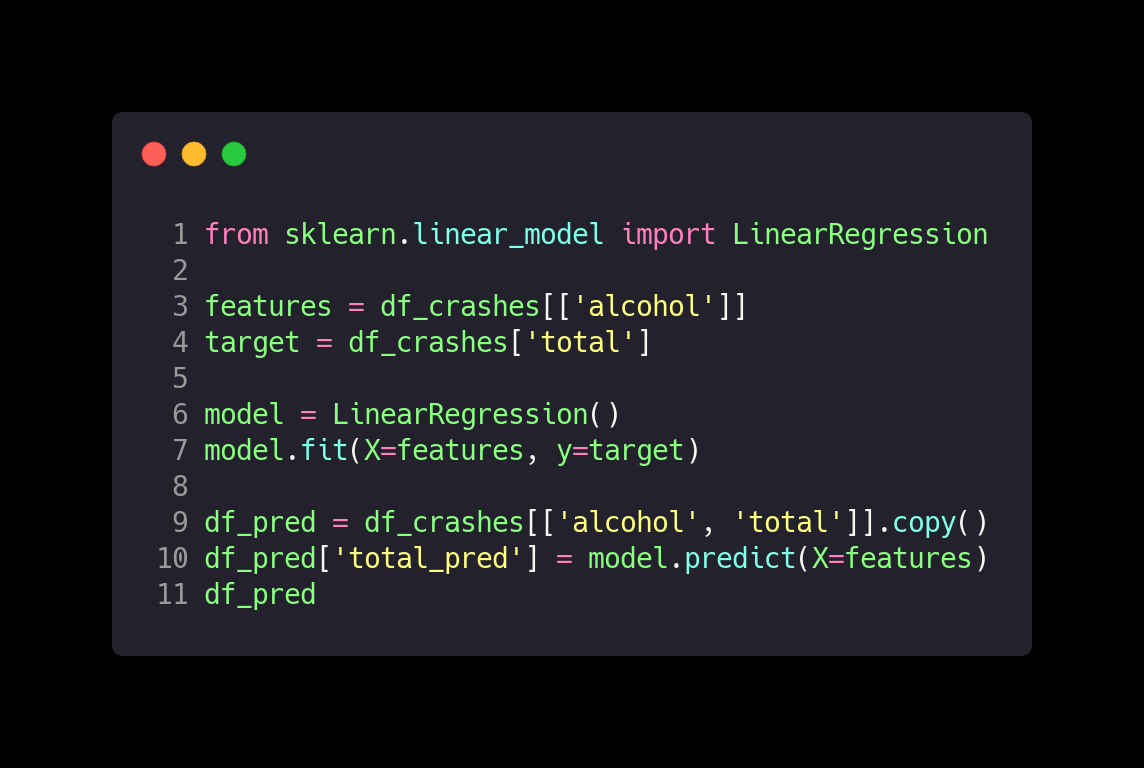 1 from sklearn.linear_model import LinearRegression
2
3 features = df_crashes[['alcohol']]
4 target = df_crashes['total']
5
6 model = LinearRegression()
7 model.fit(X=features, y=target)
8
9 df_pred = df_crashes[['alcohol', 'total']].copy()
10 df_pred['total_pred'] = model.predict(X=features)
11 df_pred